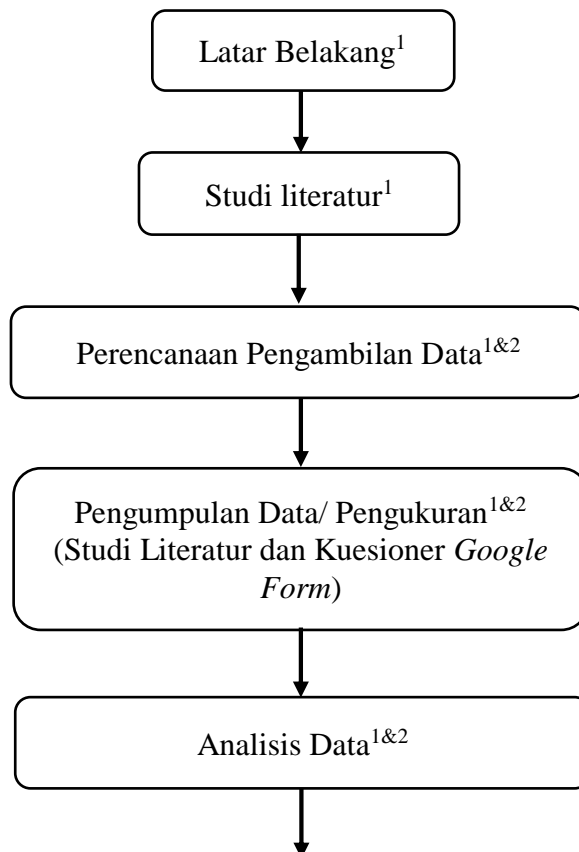 Latar Belakang¹
Studi literatur¹
Perencanaan Pengambilan Data¹&²
Pengumpulan Data/ Pengukuran¹&²
(Studi Literatur dan Kuesioner Google
Form)
Analisis Data¹&²